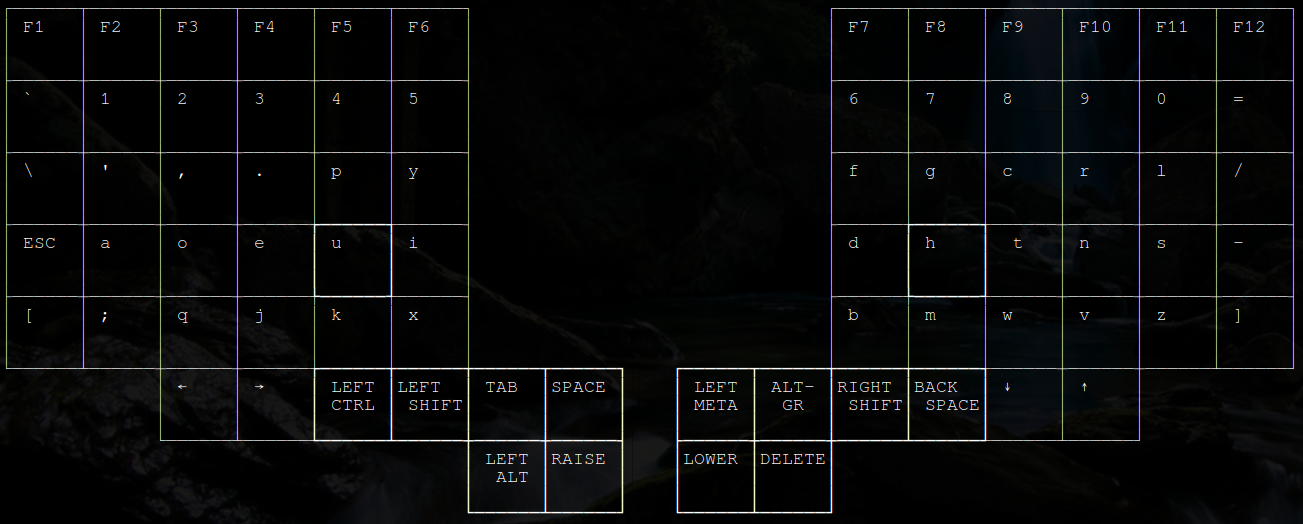 F1 F2 F3 F4 F5 F6 F7 F8 F9 F10 F11 F12
` 1 2 3 4 5 6 7 8 9 0 =
\ ' , . p y f g c r l /
ESC a o e u i d h t n s -
[ ; q j k x b m w v z ]
← → LEFT LEFT TAB SPACE LEFT ALT- RIGHT BACK ↓ ↑
CTRL SHIFT META GR SHIFT SPACE
LEFT RAISE LOWER DELETE
ALT